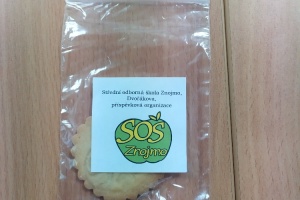 Střední odborná škola Znojmo,
Dvořákova,
příspěvková organizace
SOŠ
Znojmo